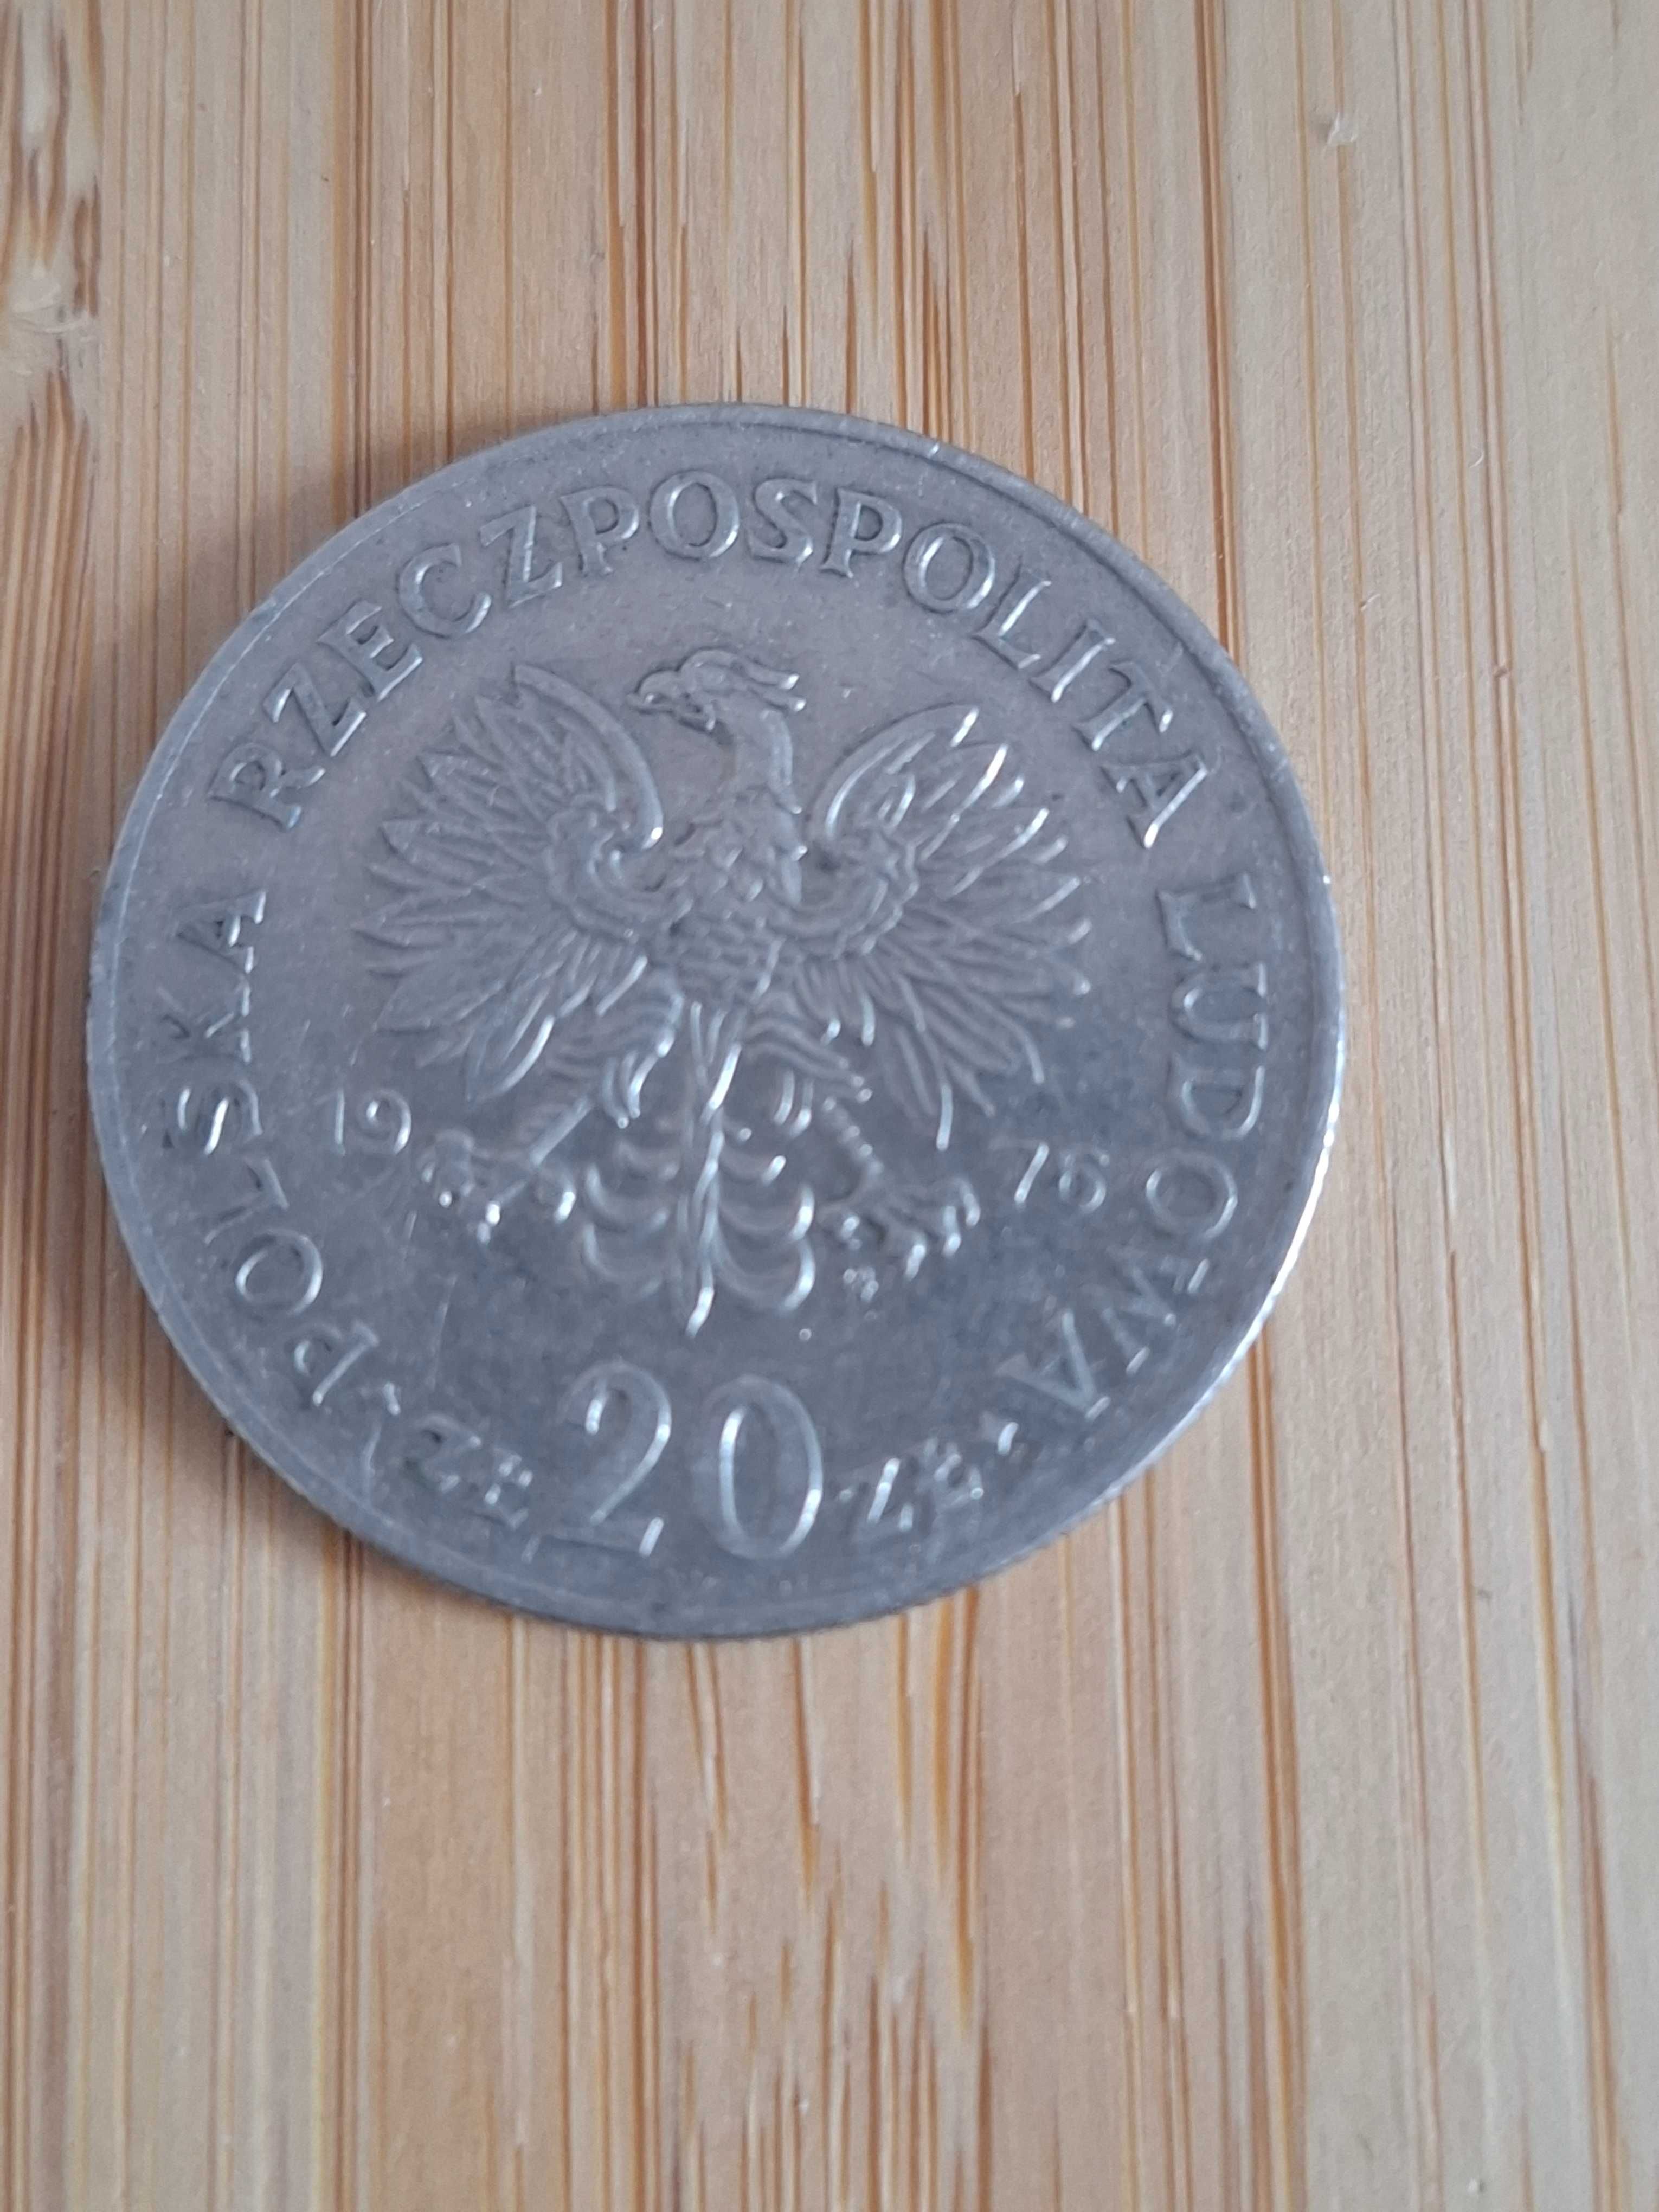 POLSKA RZECZPOSPOLITA LUDOWA
19 76
ZŁ 20 ZŁ